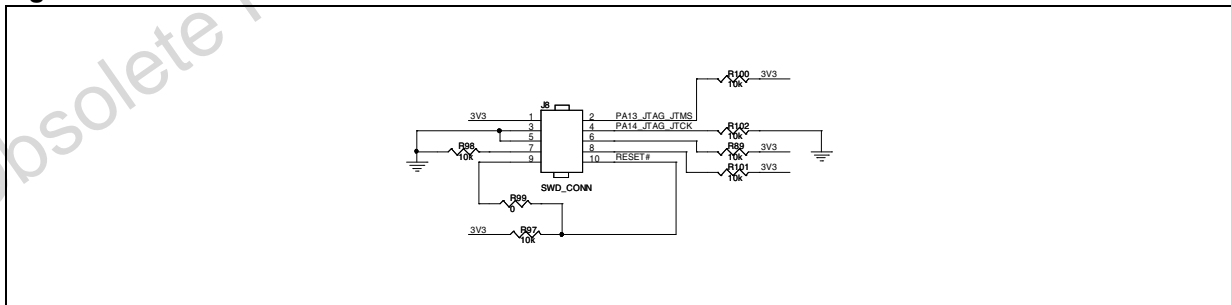 bsolete
R100
3V3
10k
J8
3V3
1
2
PA13_JTAG_JTMS
3
4
PA14_JTAG_JTCK
R102
10k
5
6
R98
10k
7
8
R89
3V3
10k
9
10
RESET#
R101
3V3
10k
SWD_CONN
R99
0
3V3
R97
10k